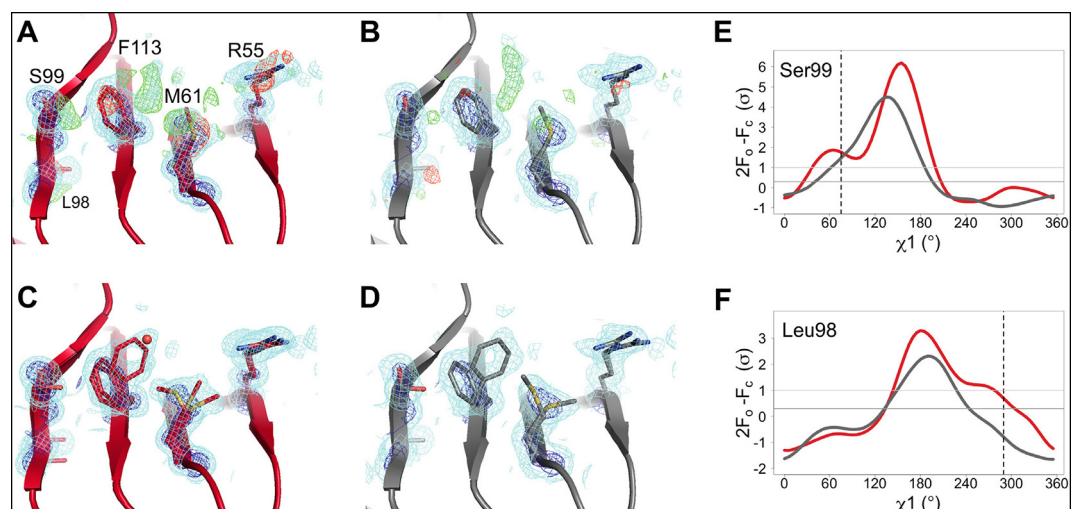 A
F113
R55
S99
M61
L98
B
C
D
E
Ser99
2Fo-Fc (σ)
6
5
4
3
2
1
0
-1
0 60 120 180 240 300 360
χ1 (°)
F
Leu98
2Fo-Fc (σ)
3
2
1
0
-1
-2
0 60 120 180 240 300 360
χ1 (°)